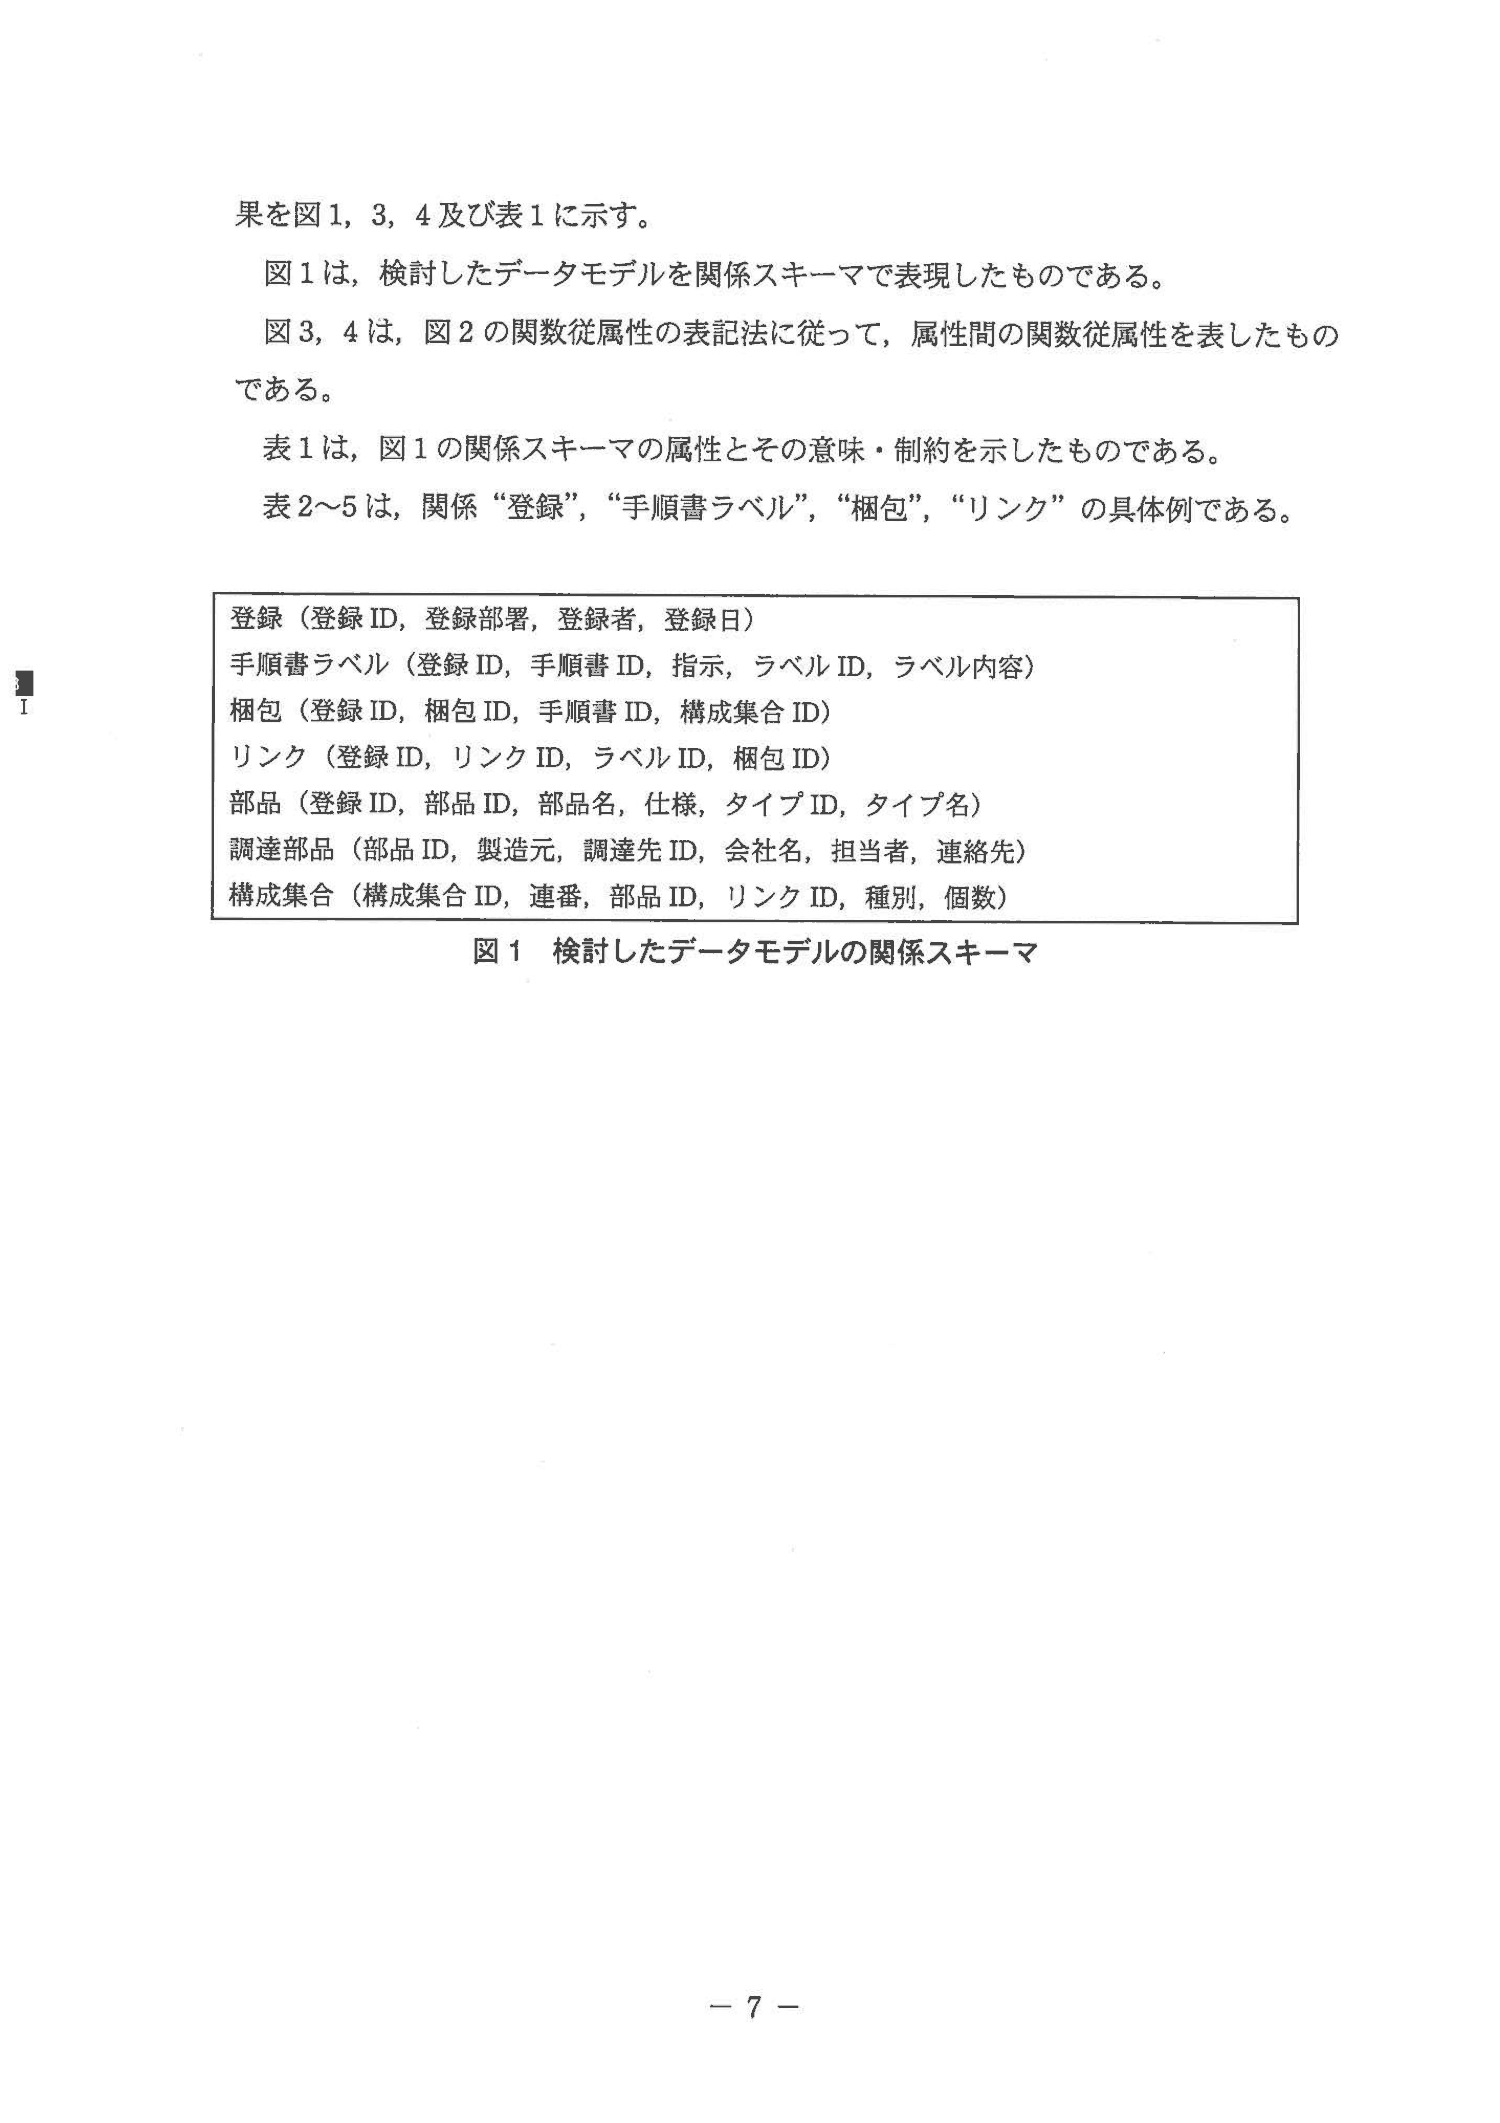 果を図1，3，4及び表1に示す。
図1は，検討したデータモデルを関係スキーマで表現したものである。
図3，4は，図2の関数従属性の表記法に従って，属性間の関数従属性を表したもの
である。
表1は，図1の関係スキーマの属性とその意味・制約を示したものである。
表2～5は，関係“登録”，“手順書ラベル”，“梱包”，“リンク”の具体例である。
登録（登録ID，登録部署，登録者，登録日）
手順書ラベル（登録ID，手順書ID，指示，ラベルID，ラベル内容）
I
梱包（登録ID，梱包ID，手順書ID，構成集合ID）
リンク（登録ID，リンクID，ラベルID，梱包ID）
部品（登録ID，部品ID，部品名，仕様，タイプID，タイプ名）
調達部品（部品ID，製造元，調達先ID，会社名，担当者，連絡先）
構成集合（構成集合ID，連番，部品ID，リンクID，種別，個数）
図1　検討したデータモデルの関係スキーマ
－ 7 －